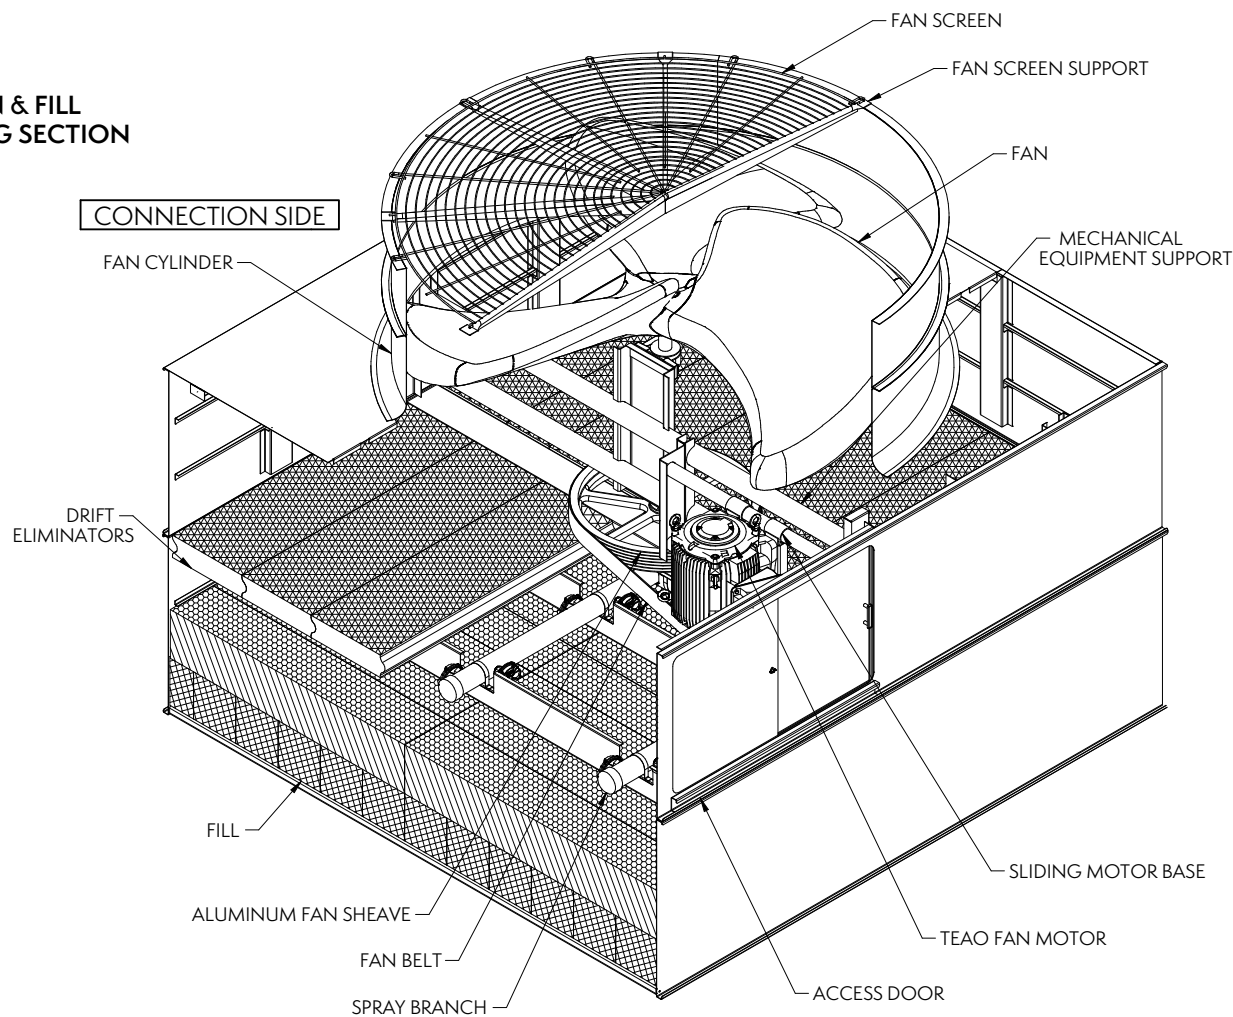 & FILL
SECTION
FAN SCREEN
FAN SCREEN SUPPORT
FAN
CONNECTION SIDE
MECHANICAL
EQUIPMENT SUPPORT
FAN CYLINDER
DRIFT
ELIMINATORS
FILL
SLIDING MOTOR BASE
ALUMINUM FAN SHEAVE
TEAO FAN MOTOR
FAN BELT
ACCESS DOOR
SPRAY BRANCH